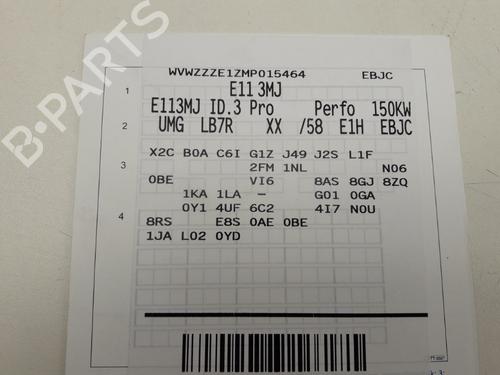 WVWZZZE1ZMP015464 EBJC
1 E11 3MJ
E113MJ ID.3 Pro Perfo 150KW
2 UMG LB7R XX /58 E1H EBJC
X2C B0A C6I G1Z J49 J2S L1F
3 2FM 1NL N06
0BE VI6 8AS 8GJ 8ZQ
1KA 1LA - G01 0GA
0Y1 4UF 6C2 4I7 N0U
4
8RS E8S 0AE 0BE
1JA L02 0YD
B-PARTS